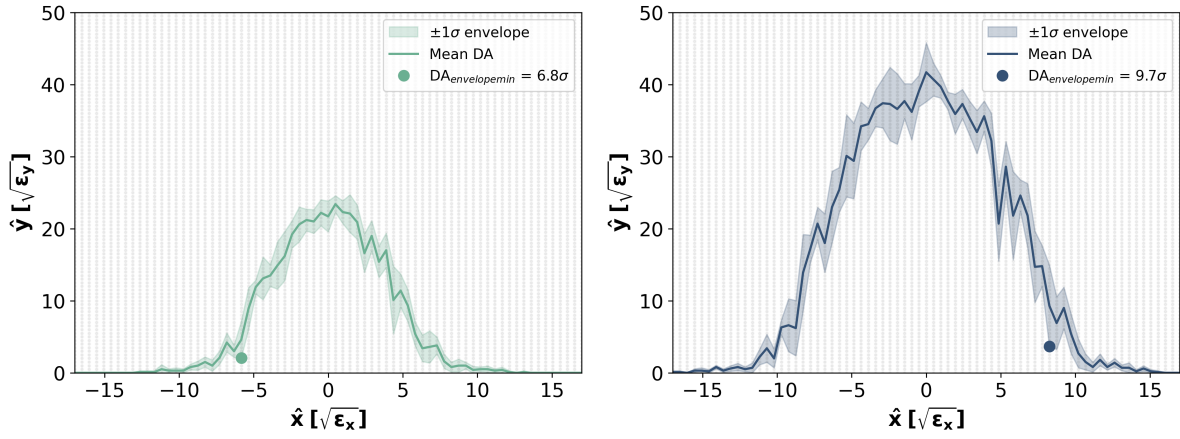 50
40
30
20
10
0
ŷ [√εy]
±1σ envelope
Mean DA
DAenvelopemin = 6.8σ
−15 −10 −5 0 5 10 15
x̂ [√εx]
50
40
30
20
10
0
ŷ [√εy]
±1σ envelope
Mean DA
DAenvelopemin = 9.7σ
−15 −10 −5 0 5 10 15
x̂ [√εx]